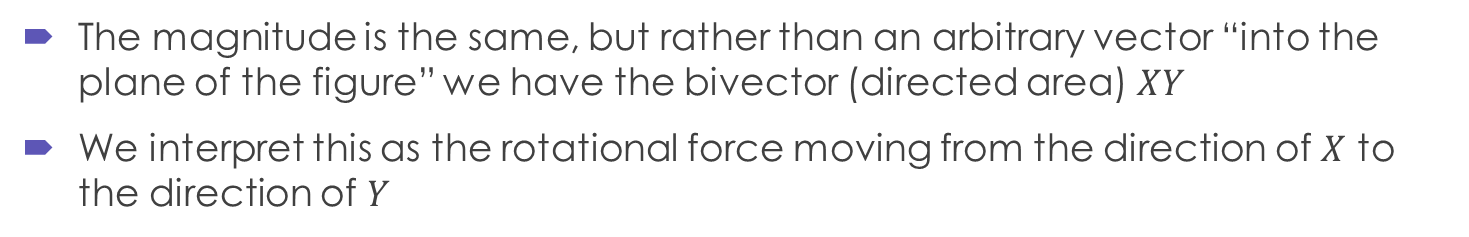 The magnitude is the same, but rather than an arbitrary vector “into the
plane of the figure” we have the bivector (directed area) XY
We interpret this as the rotational force moving from the direction of X to
the direction of Y